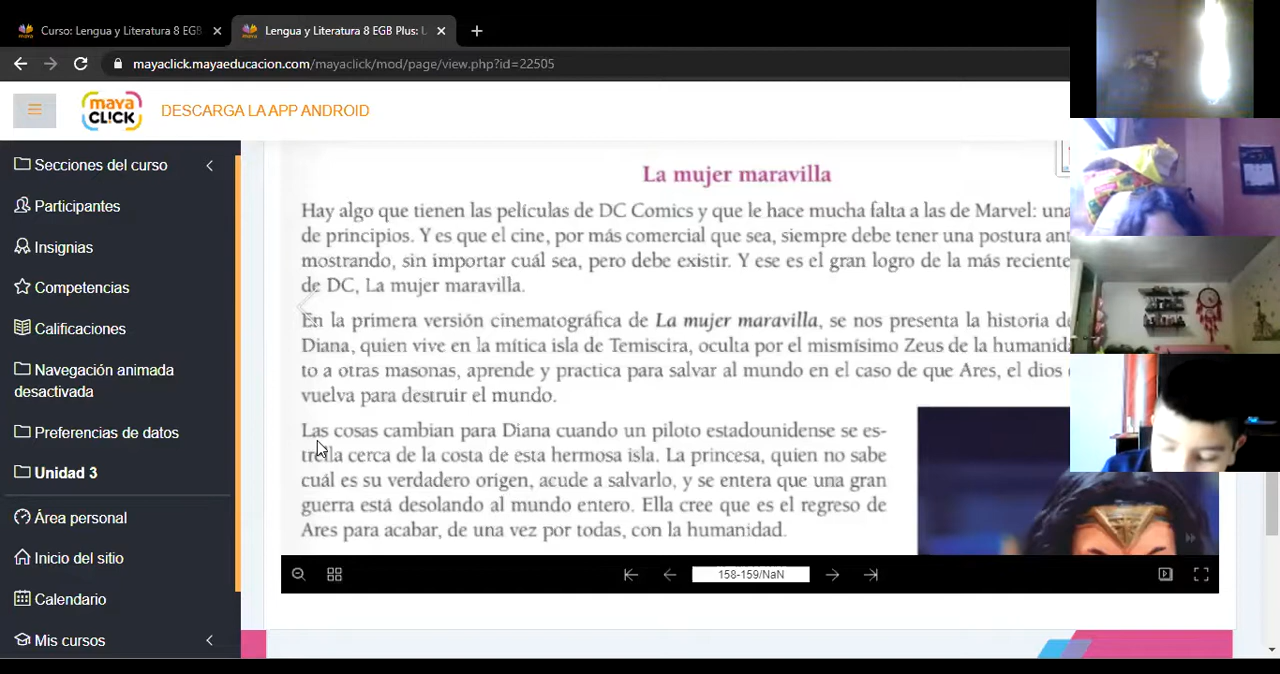 Curso: Lengua y Literatura 8 EGB
Lengua y Literatura 8 EGB Plus: U
mayaclick.mayaeducacion.com/mayaclick/mod/page/view.php?id=22505
maya
CL!CK
DESCARGA LA APP ANDROID
Secciones del curso
Participantes
Insignias
Competencias
Calificaciones
Navegación animada
desactivada
Preferencias de datos
Unidad 3
Área personal
Inicio del sitio
Calendario
Mis cursos
La mujer maravilla
Hay algo que tienen las películas de DC Comics y que le hace mucha falta a las de Marvel: una
de principios. Y es que el cine, por más comercial que sea, siempre debe tener una postura ant
mostrando, sin importar cuál sea, pero debe existir. Y ese es el gran logro de la más reciente
de DC, La mujer maravilla.
En la primera versión cinematográfica de La mujer maravilla, se nos presenta la historia de
Diana, quien vive en la mítica isla de Temiscira, oculta por el mismísimo Zeus de la humanida
to a otras masonas, aprende y practica para salvar al mundo en el caso de que Ares, el dios
vuelva para destruir el mundo.
Las cosas cambian para Diana cuando un piloto estadounidense se es-
trella cerca de la costa de esta hermosa isla. La princesa, quien no sabe
cuál es su verdadero origen, acude a salvarlo, y se entera que una gran
guerra está desolando al mundo entero. Ella cree que es el regreso de
Ares para acabar, de una vez por todas, con la humanidad.
158-159/NaN